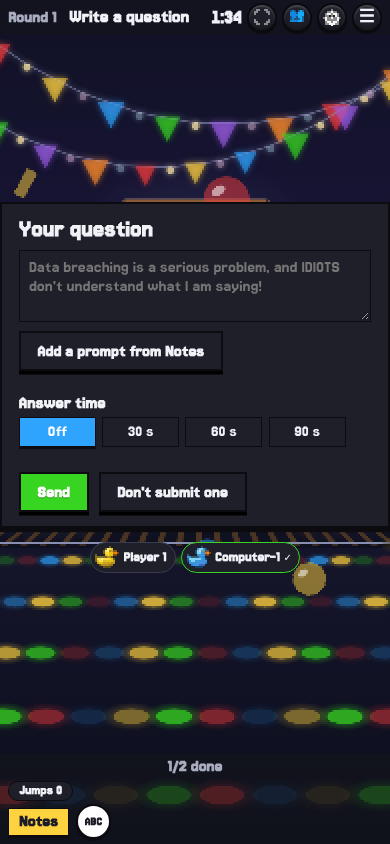 Round 1 Write a question 1:34
Your question
Data breaching is a serious problem, and IDIOTS
don't understand what I am saying!
Add a prompt from Notes
Answer time
Off 30 s 60 s 90 s
Send Don't submit one
Player 1 Computer-1 ✓
1/2 done
Jumps 0
Notes ABC